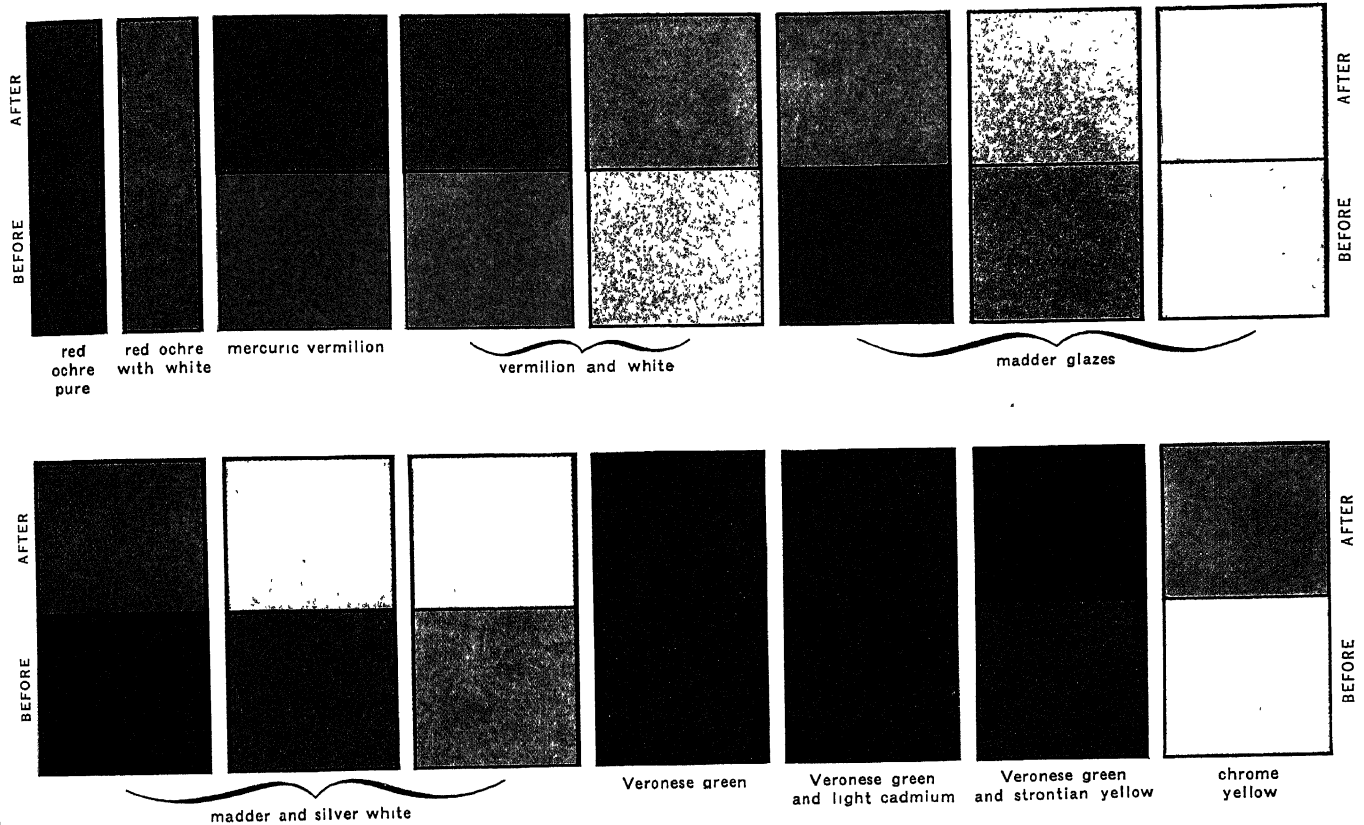 AFTER
AFTER
BEFORE
BEFORE
red
ochre
pure
red ochre
with white
mercuric vermilion
vermilion and white
madder glazes
AFTER
AFTER
BEFORE
BEFORE
madder and silver white
Veronese green
Veronese green
and light cadmium
Veronese green
and strontian yellow
chrome
yellow